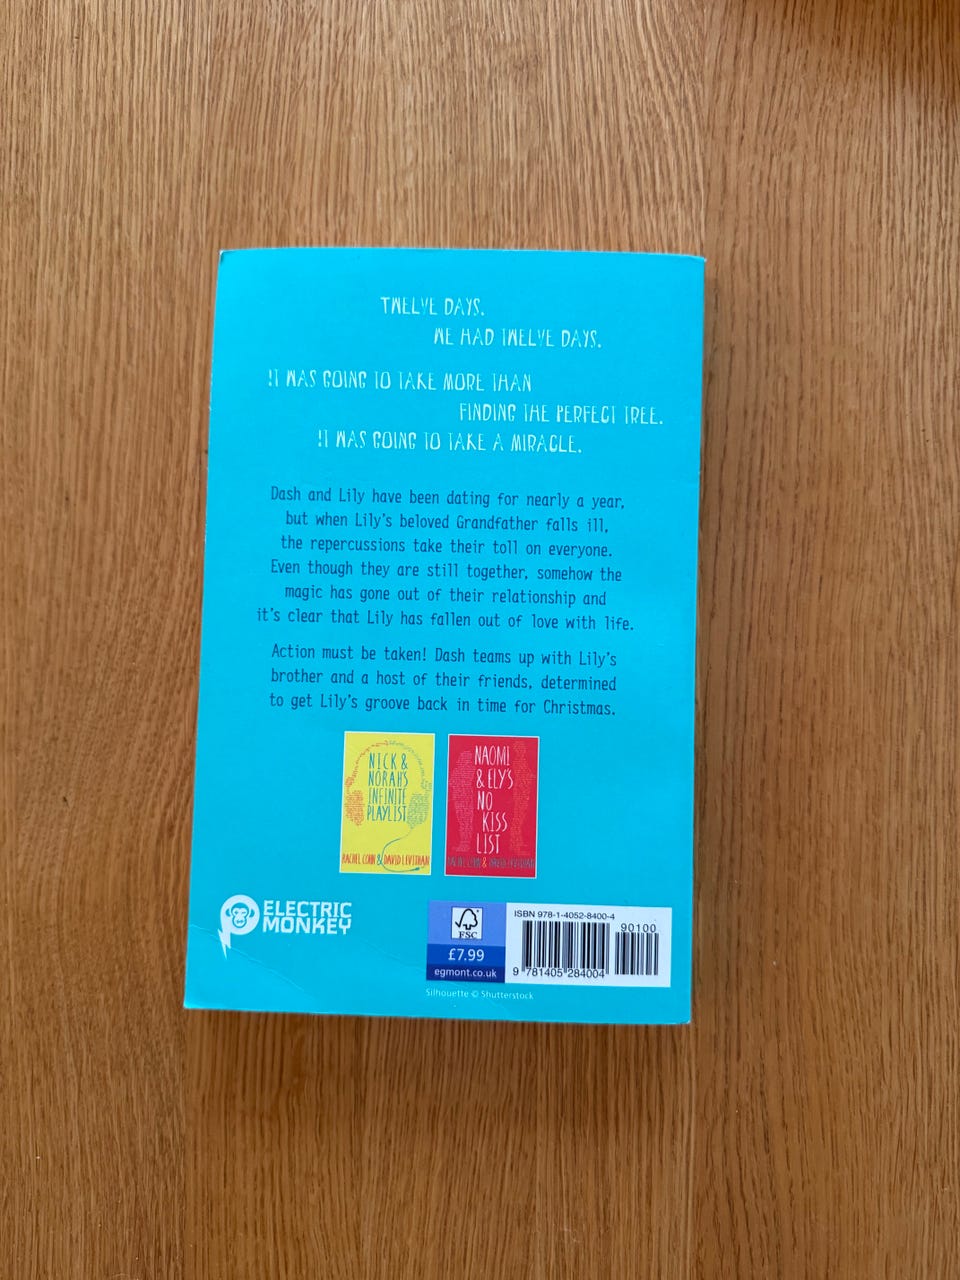 TWELVE DAYS.
WE HAD TWELVE DAYS.
IT WAS GOING TO TAKE MORE THAN
FINDING THE PERFECT TREE.
IT WAS GOING TO TAKE A MIRACLE.
Dash and Lily have been dating for nearly a year,
but when Lily's beloved Grandfather falls ill,
the repercussions take their toll on everyone.
Even though they are still together, somehow the
magic has gone out of their relationship and
it's clear that Lily has fallen out of love with life.
Action must be taken! Dash teams up with Lily's
brother and a host of their friends, determined
to get Lily's groove back in time for Christmas.
NICK &
NORAH'S
INFINITE
PLAYLIST
RACHEL COHN & DAVID LEVITHAN
NAOMI
& ELY'S
NO
KISS
LIST
RACHEL COHN & DAVID LEVITHAN
ELECTRIC
MONKEY
FSC
£7.99
egmont.co.uk
ISBN 978-1-4052-8400-4
90100
9 781405 284004
Silhouette © Shutterstock